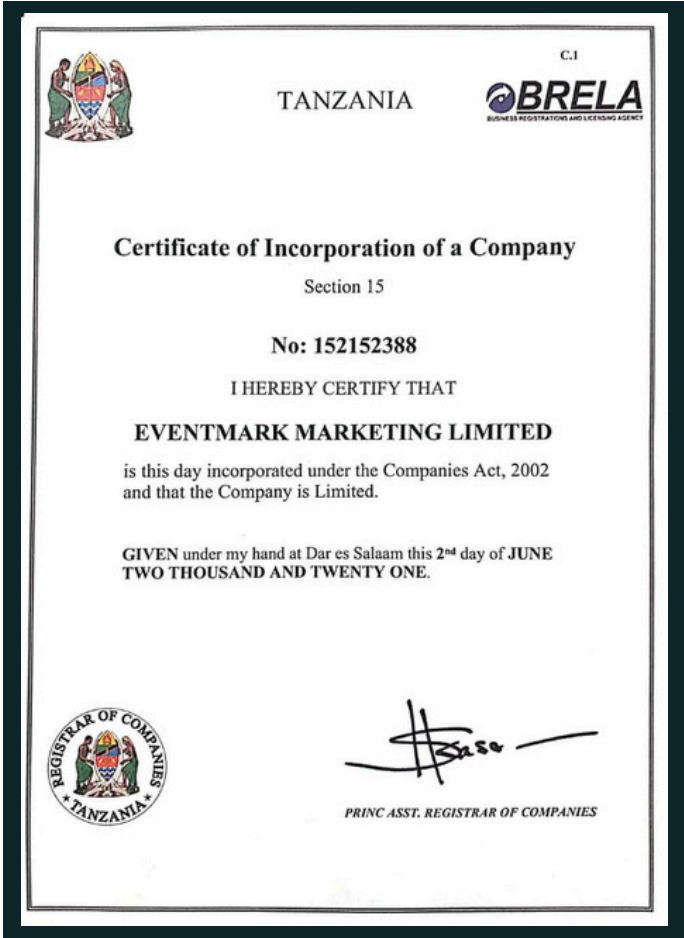 C.1
TANZANIA
BRELA
BUSINESS REGISTRATIONS AND LICENSING AGENCY
Certificate of Incorporation of a Company
Section 15
No: 152152388
I HEREBY CERTIFY THAT
EVENTMARK MARKETING LIMITED
is this day incorporated under the Companies Act, 2002
and that the Company is Limited.
GIVEN under my hand at Dar es Salaam this 2nd day of JUNE
TWO THOUSAND AND TWENTY ONE.
REGISTRAR OF COMPANIES
TANZANIA
PRINC ASST. REGISTRAR OF COMPANIES